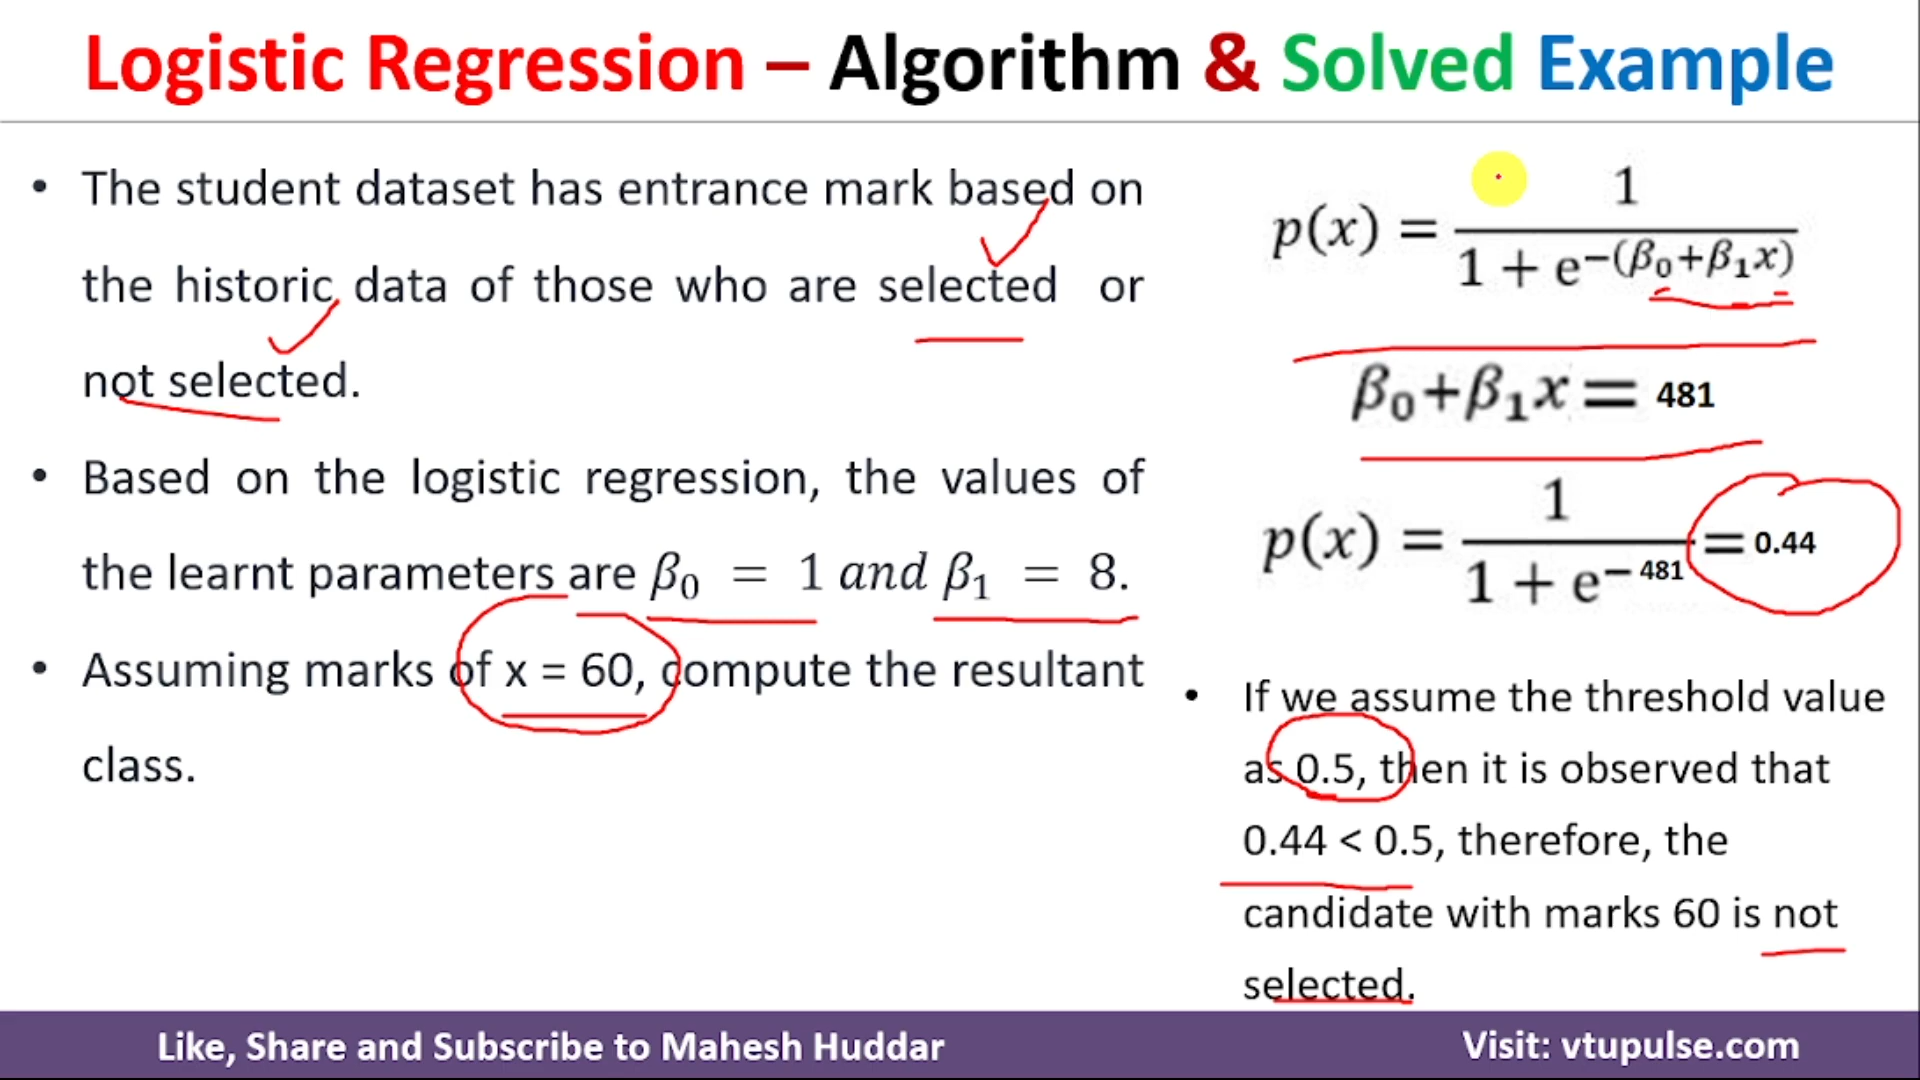 Logistic Regression – Algorithm & Solved Example
• The student dataset has entrance mark based on
the historic data of those who are selected or
not selected.
• Based on the logistic regression, the values of
the learnt parameters are β₀ = 1 and β₁ = 8.
• Assuming marks of x = 60, compute the resultant
class.
p(x) = 1 / (1 + e^−(β₀+β₁x))
β₀+β₁x = 481
p(x) = 1 / (1 + e^−481) = 0.44
• If we assume the threshold value
as 0.5, then it is observed that
0.44 < 0.5, therefore, the
candidate with marks 60 is not
selected.
Like, Share and Subscribe to Mahesh Huddar
Visit: vtupulse.com